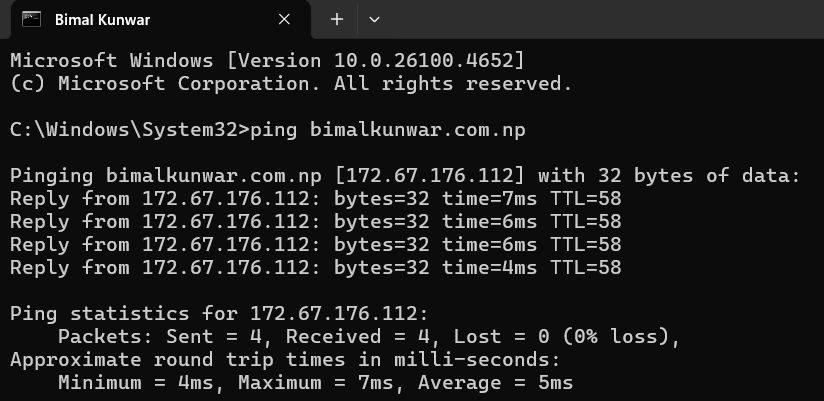 Bimal Kunwar
Microsoft Windows [Version 10.0.26100.4652]
(c) Microsoft Corporation. All rights reserved.
C:\Windows\System32>ping bimalkunwar.com.np
Pinging bimalkunwar.com.np [172.67.176.112] with 32 bytes of data:
Reply from 172.67.176.112: bytes=32 time=7ms TTL=58
Reply from 172.67.176.112: bytes=32 time=6ms TTL=58
Reply from 172.67.176.112: bytes=32 time=6ms TTL=58
Reply from 172.67.176.112: bytes=32 time=4ms TTL=58
Ping statistics for 172.67.176.112:
    Packets: Sent = 4, Received = 4, Lost = 0 (0% loss),
Approximate round trip times in milli-seconds:
    Minimum = 4ms, Maximum = 7ms, Average = 5ms